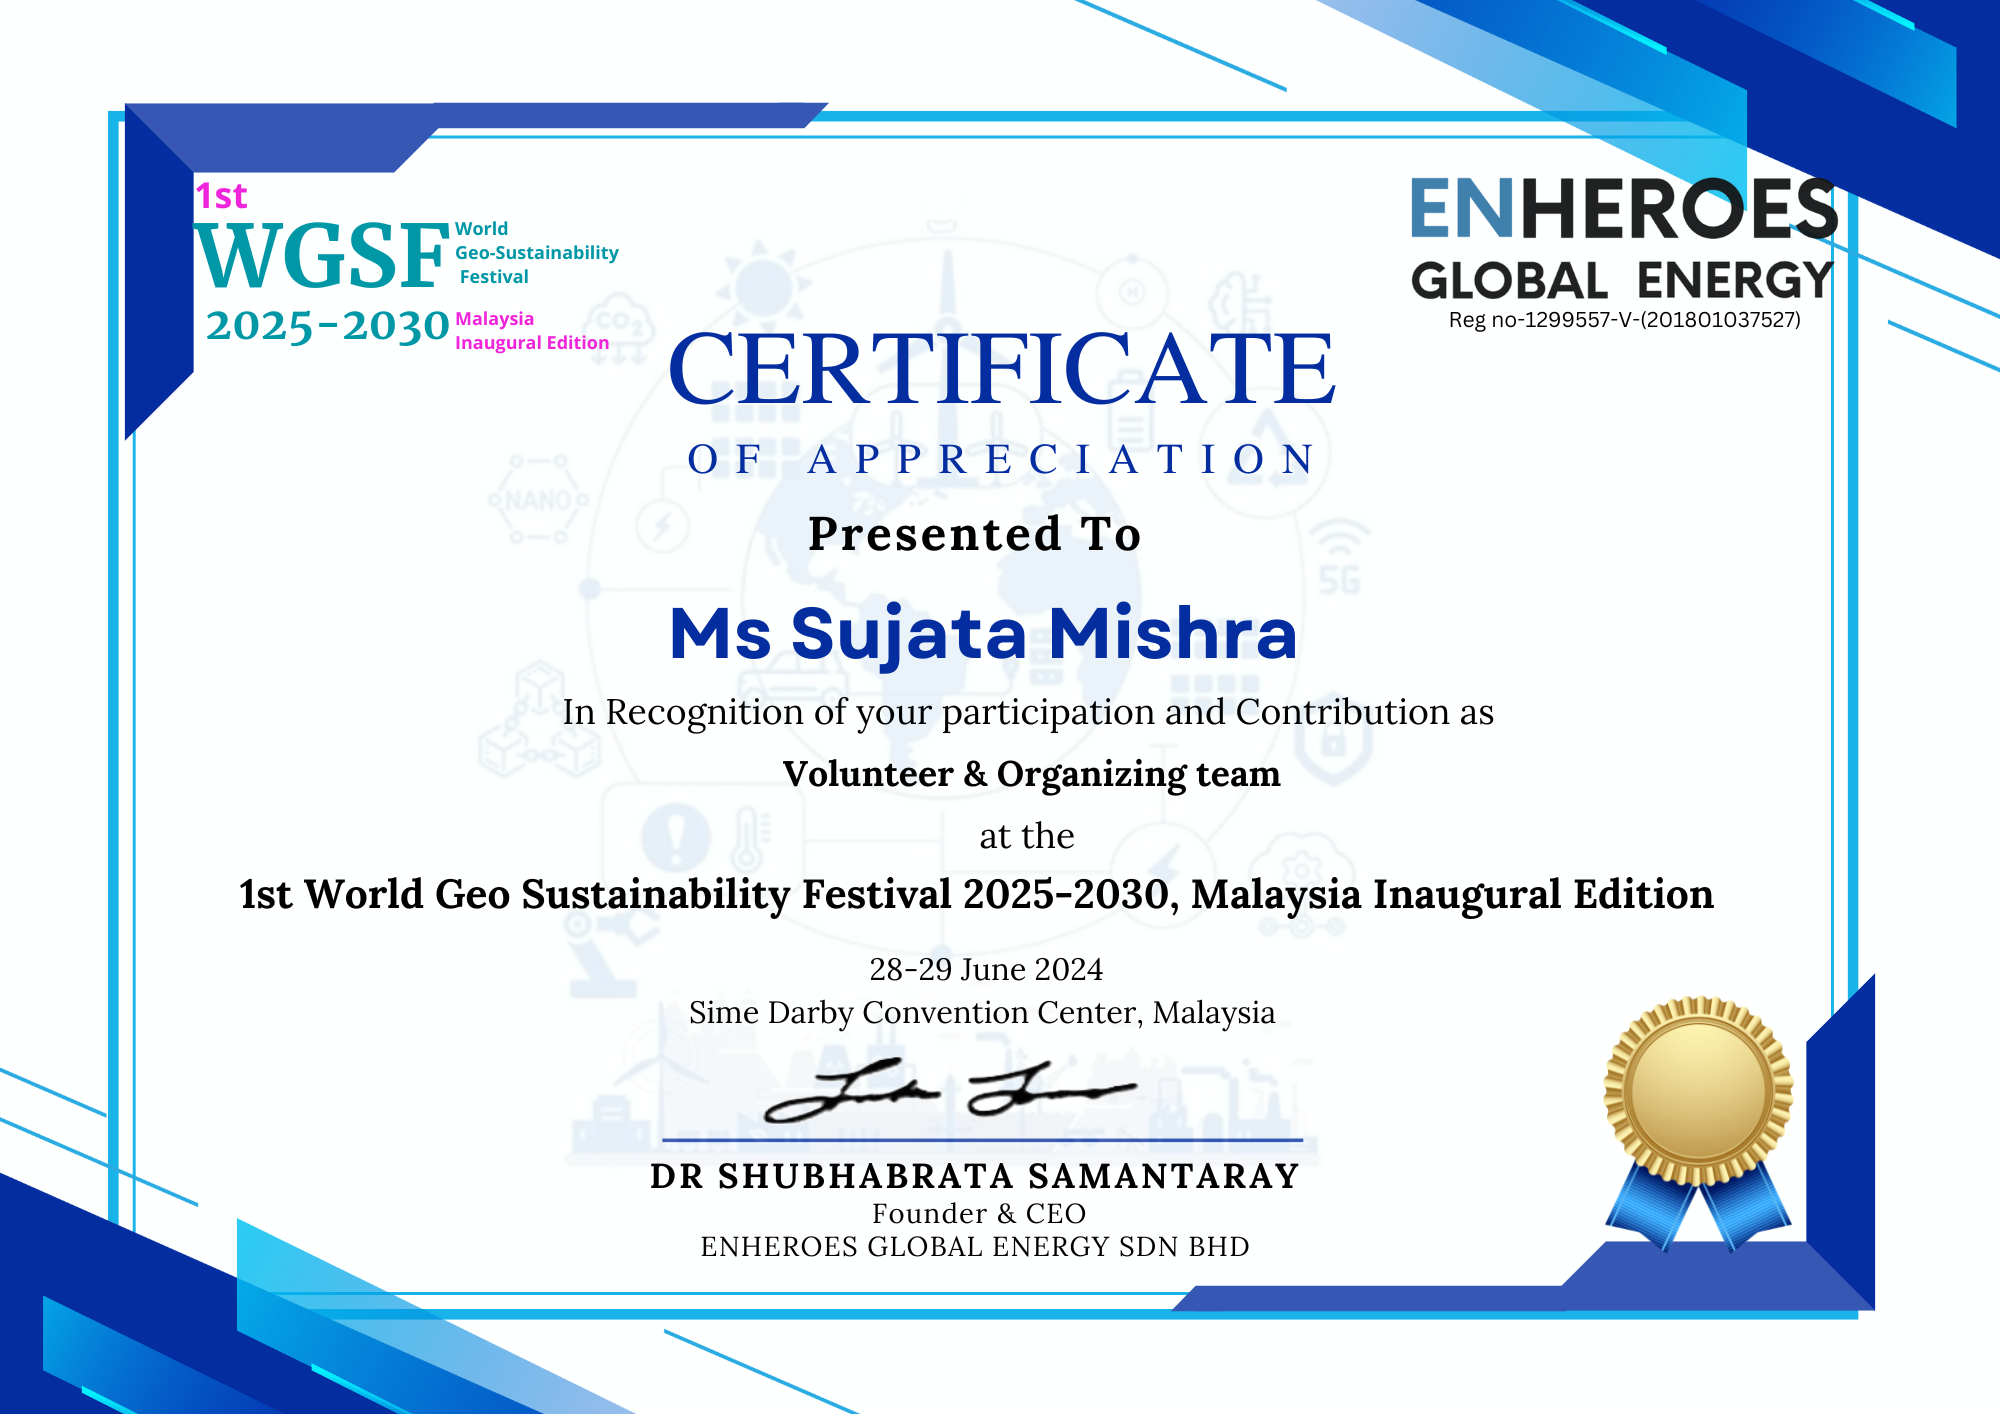 1st
WGSF
World
Geo-Sustainability
Festival
2025-2030
Malaysia
Inaugural Edition
ENHEROES
GLOBAL ENERGY
Reg no-1299557-V-(201801037527)
CO2
H
CERTIFICATE
OF APPRECIATION
NANO
Presented To
5G
Ms Sujata Mishra
In Recognition of your participation and Contribution as
Volunteer & Organizing team
at the
1st World Geo Sustainability Festival 2025-2030, Malaysia Inaugural Edition
28-29 June 2024
Sime Darby Convention Center, Malaysia
DR SHUBHABRATA SAMANTARAY
Founder & CEO
ENHEROES GLOBAL ENERGY SDN BHD